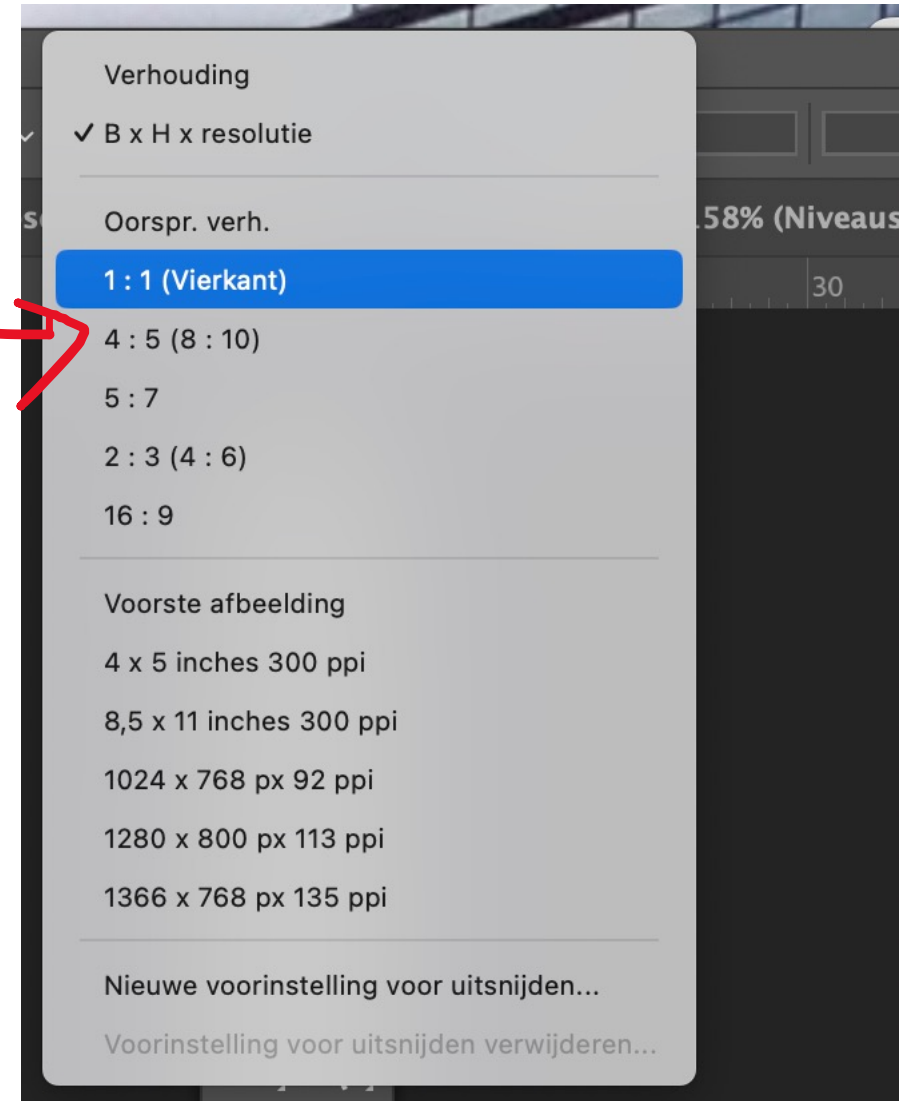 Verhouding
✓ B x H x resolutie
Oorspr. verh.
58% (Niveaus
1 : 1 (Vierkant)
30
4 : 5 (8 : 10)
5 : 7
2 : 3 (4 : 6)
16 : 9
Voorste afbeelding
4 x 5 inches 300 ppi
8,5 x 11 inches 300 ppi
1024 x 768 px 92 ppi
1280 x 800 px 113 ppi
1366 x 768 px 135 ppi
Nieuwe voorinstelling voor uitsnijden...
Voorinstelling voor uitsnijden verwijderen...